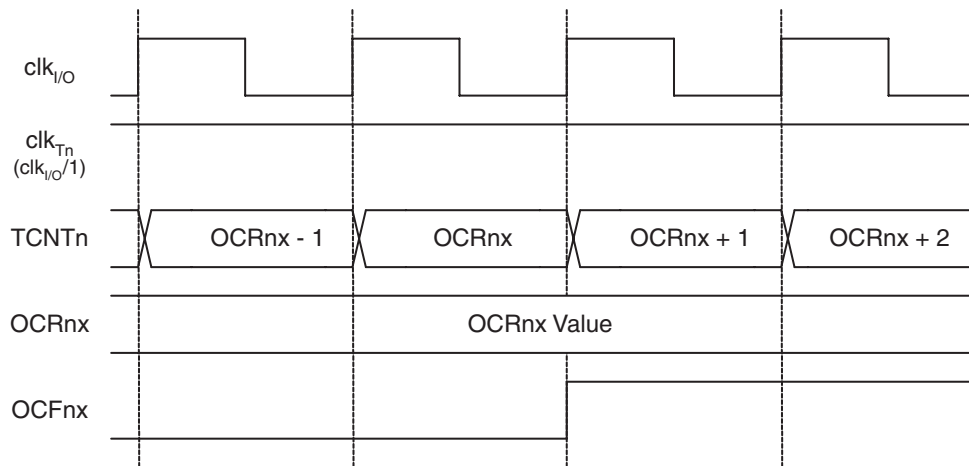 clkI/O
clkTn
(clkI/O/1)
TCNTn OCRnx - 1 OCRnx OCRnx + 1 OCRnx + 2
OCRnx OCRnx Value
OCFnx